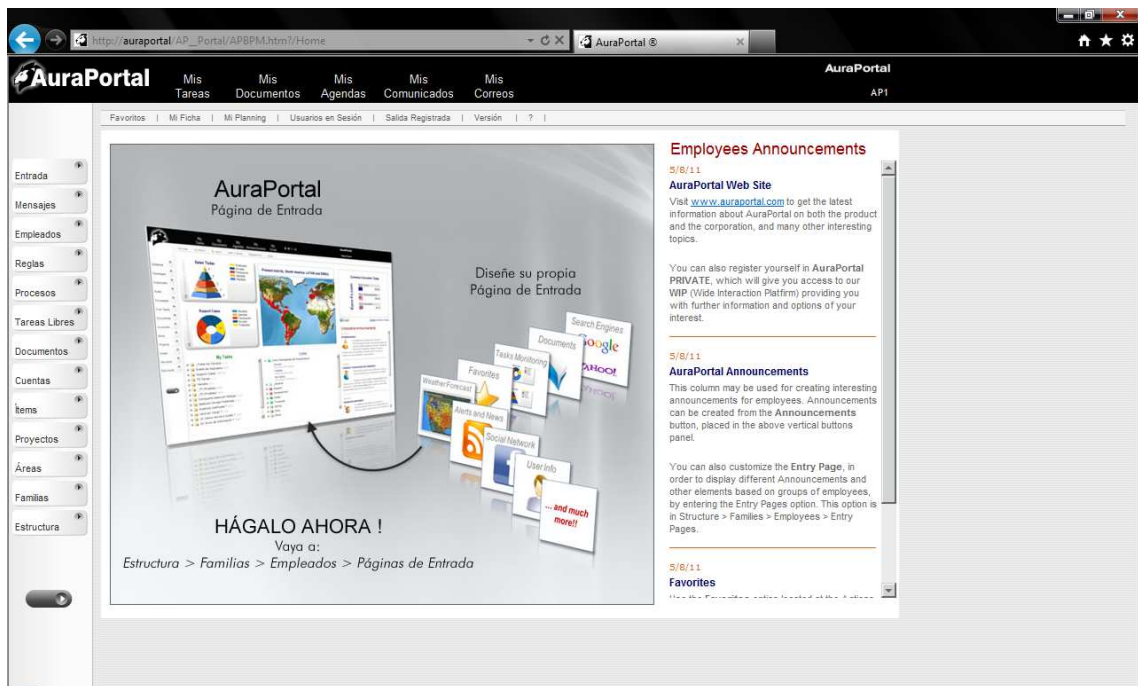 http://auraportal/AP__Portal/APBPM.htm?/Home
AuraPortal ®
AuraPortal
Mis Tareas
Mis Documentos
Mis Agendas
Mis Comunicados
Mis Correos
AuraPortal
AP1
Favoritos | Mi Ficha | Mi Planning | Usuarios en Sesión | Salida Registrada | Versión | ? |
Entrada
Mensajes
Empleados
Reglas
Procesos
Tareas Libres
Documentos
Cuentas
Ítems
Proyectos
Áreas
Familias
Estructura
AuraPortal
Página de Entrada
Diseñe su propia
Página de Entrada
Search Engines
Google
YAHOO!
Documents
Tasks Monitoring
Favorites
Weather Forecast
Alerts and News
Social Network
User Info
... and much
more!!
HÁGALO AHORA !
Vaya a:
Estructura > Familias > Empleados > Páginas de Entrada
Employees Announcements
5/8/11
AuraPortal Web Site
Visit www.auraportal.com to get the latest
information about AuraPortal on both the product
and the corporation, and many other interesting
topics.
You can also register yourself in AuraPortal
PRIVATE, which will give you access to our
WIP (Wide Interaction Platfirm) providing you
with further information and options of your
interest.
5/8/11
AuraPortal Announcements
This column may be used for creating interesting
announcements for employees. Announcements
can be created from the Announcements
button, placed in the above vertical buttons
panel.
You can also customize the Entry Page, in
order to display different Announcements and
other elements based on groups of employees,
by entering the Entry Pages option. This option is
in Structure > Families > Employees > Entry
Pages.
5/8/11
Favorites